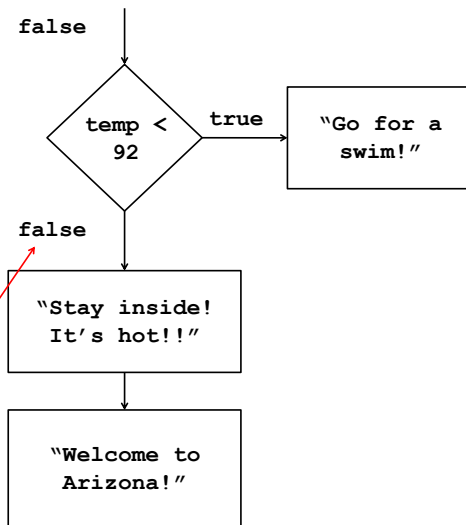 false
temp <
92
true
“Go for a
swim!”
false
“Stay inside!
It’s hot!!”
“Welcome to
Arizona!”